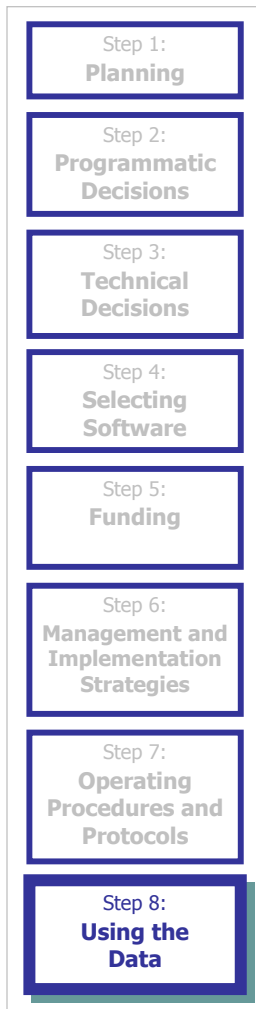 Step 1:
Planning
Step 2:
Programmatic
Decisions
Step 3:
Technical
Decisions
Step 4:
Selecting
Software
Step 5:
Funding
Step 6:
Management and
Implementation
Strategies
Step 7:
Operating
Procedures and
Protocols
Step 8:
Using the
Data